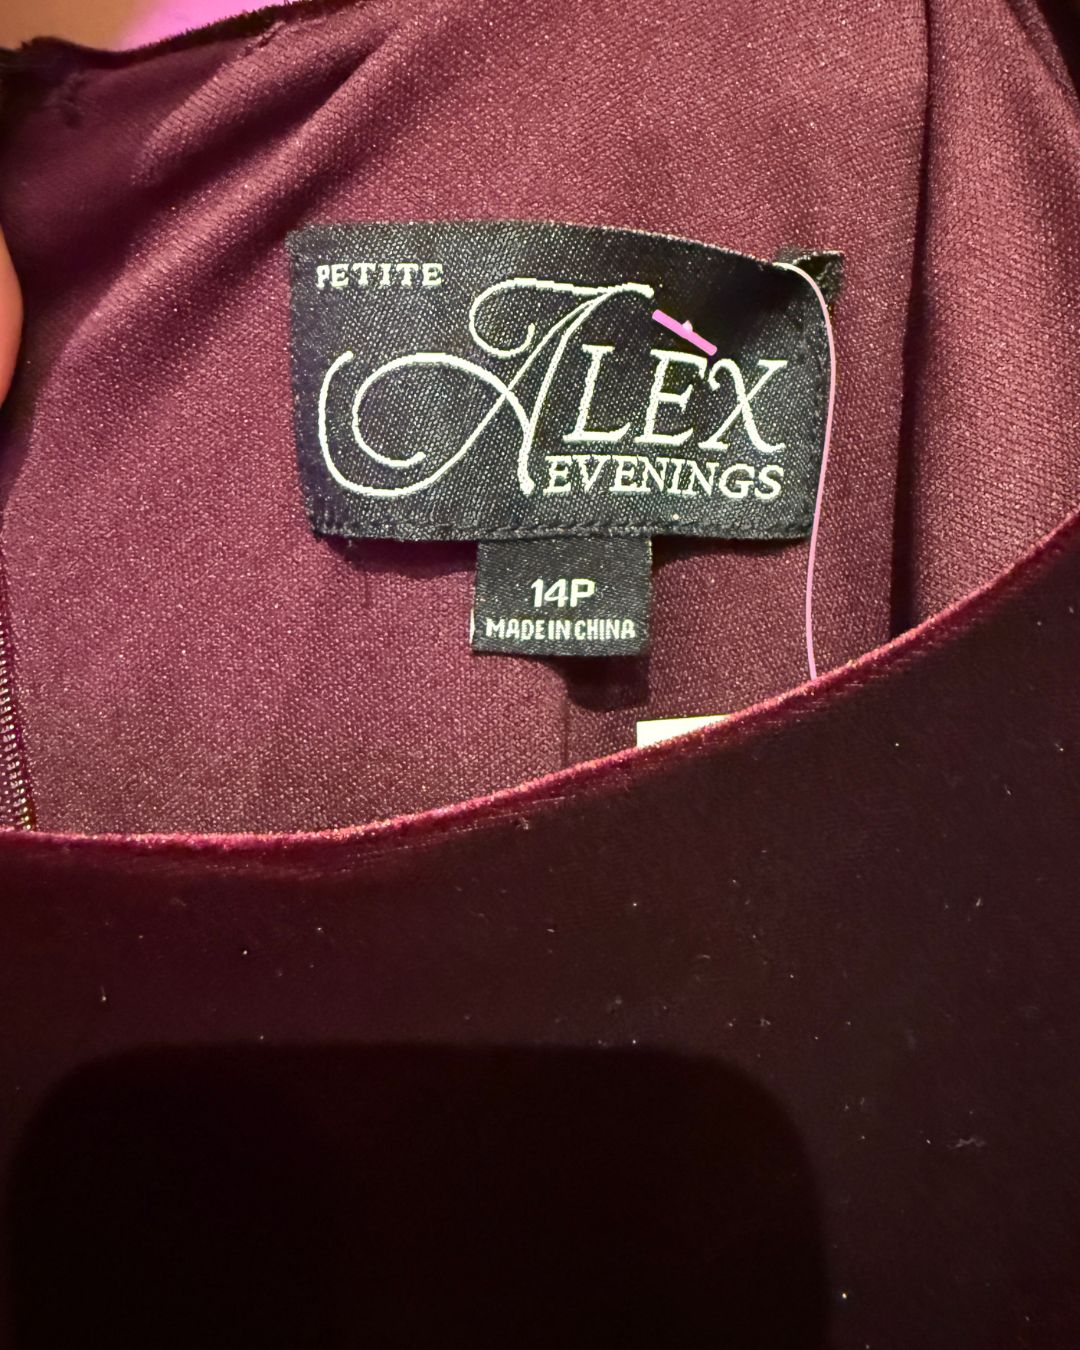 PETITE
ALEX
EVENINGS
14P
MADE IN CHINA